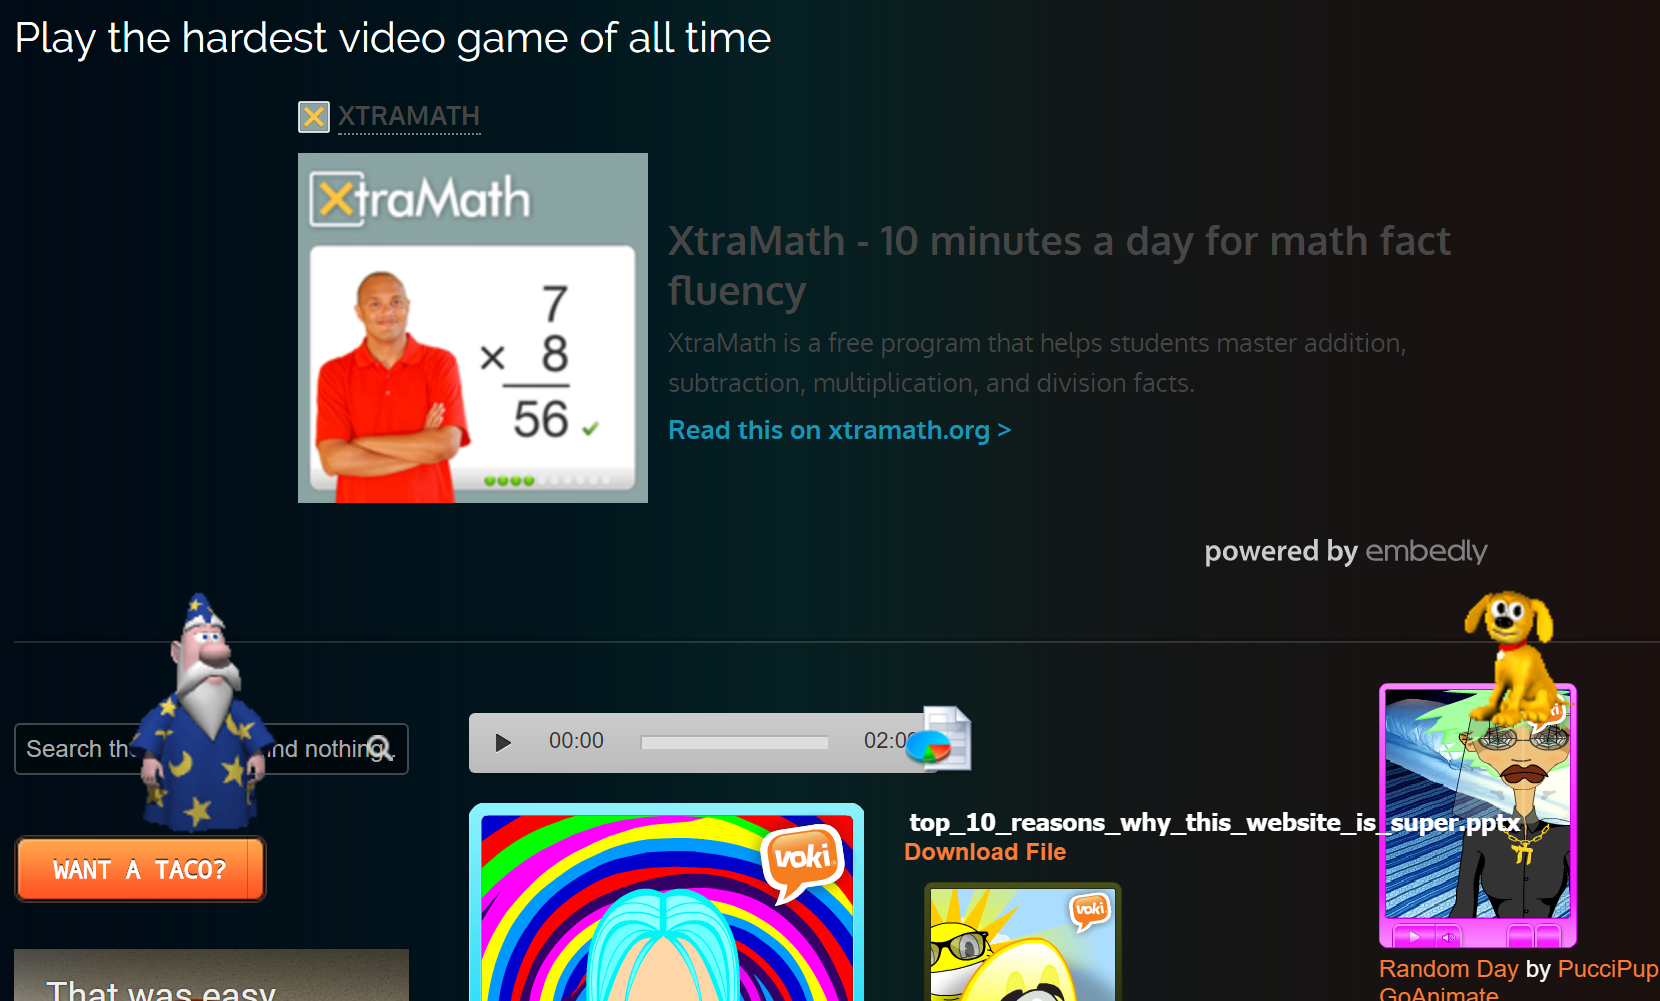 Play the hardest video game of all time
XTRAMATH
XtraMath
7
× 8
56
XtraMath - 10 minutes a day for math fact
fluency
XtraMath is a free program that helps students master addition,
subtraction, multiplication, and division facts.
Read this on xtramath.org >
powered by embedly
Search th nd nothing.
00:00
02:0
voki
top_10_reasons_why_this_website_is_super.pptx
Download File
WANT A TACO?
voki
Random Day by PucciPup
GoAnimate
That was easy